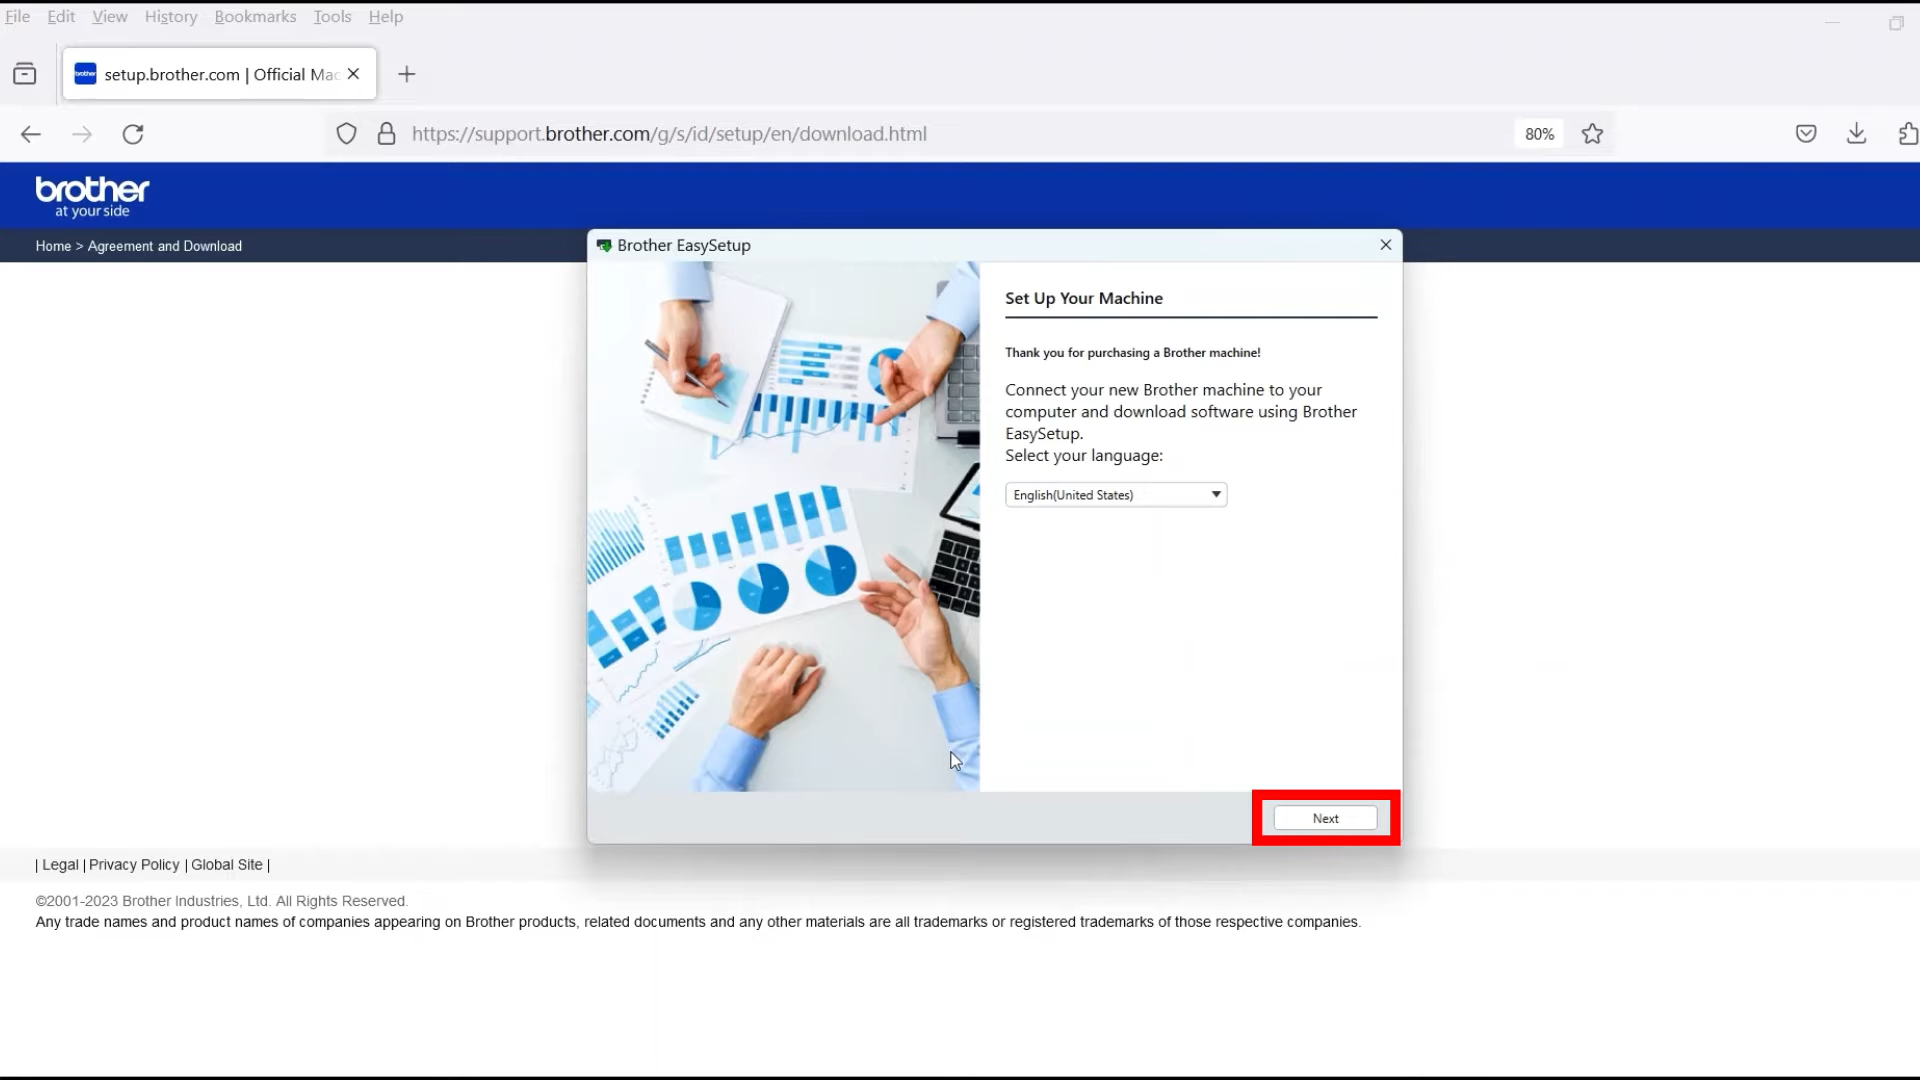 File Edit View History Bookmarks Tools Help
brother setup.brother.com | Official Mac
https://support.brother.com/g/s/id/setup/en/download.html 80%
brother
at your side
Home > Agreement and Download
Brother EasySetup
Set Up Your Machine
Thank you for purchasing a Brother machine!
Connect your new Brother machine to your
computer and download software using Brother
EasySetup.
Select your language:
English(United States)
Next
| Legal | Privacy Policy | Global Site |
©2001-2023 Brother Industries, Ltd. All Rights Reserved.
Any trade names and product names of companies appearing on Brother products, related documents and any other materials are all trademarks or registered trademarks of those respective companies.